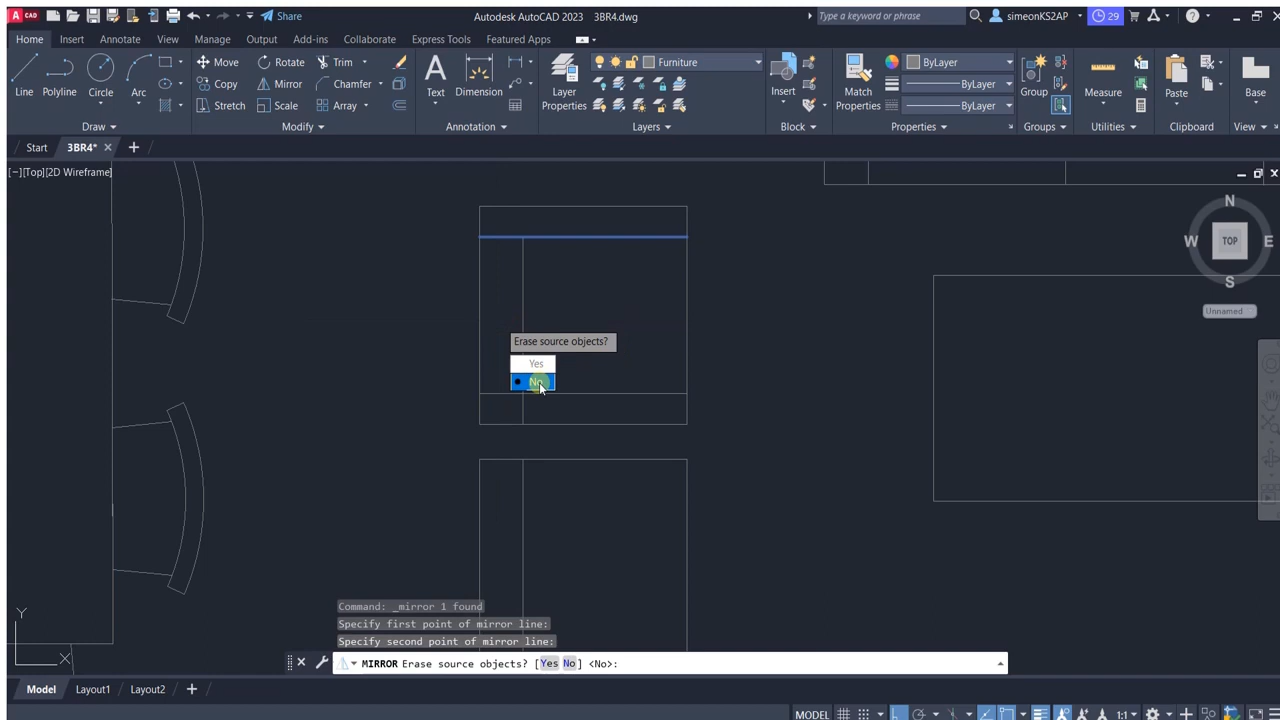 A CAD
Share
Autodesk AutoCAD 2023 3BR4.dwg
Type a keyword or phrase
simeonKS2AP
29
Home Insert Annotate View Manage Output Add-ins Collaborate Express Tools Featured Apps
Line Polyline Circle Arc
Move Rotate Trim
Copy Mirror Chamfer
Stretch Scale Array
Text Dimension
Layer Properties
Furniture
Insert
Match Properties
ByLayer
ByLayer
ByLayer
Group
Measure
Paste
Base
Draw Modify Annotation Layers Block Properties Groups Utilities Clipboard View
Start 3BR4*
[−][Top][2D Wireframe]
N
W TOP E
S
Unnamed
Erase source objects?
Yes
No
Y
X
Command: _mirror 1 found
Specify first point of mirror line:
Specify second point of mirror line:
MIRROR Erase source objects? [Yes No] <No>:
Model Layout1 Layout2
MODEL 1:1